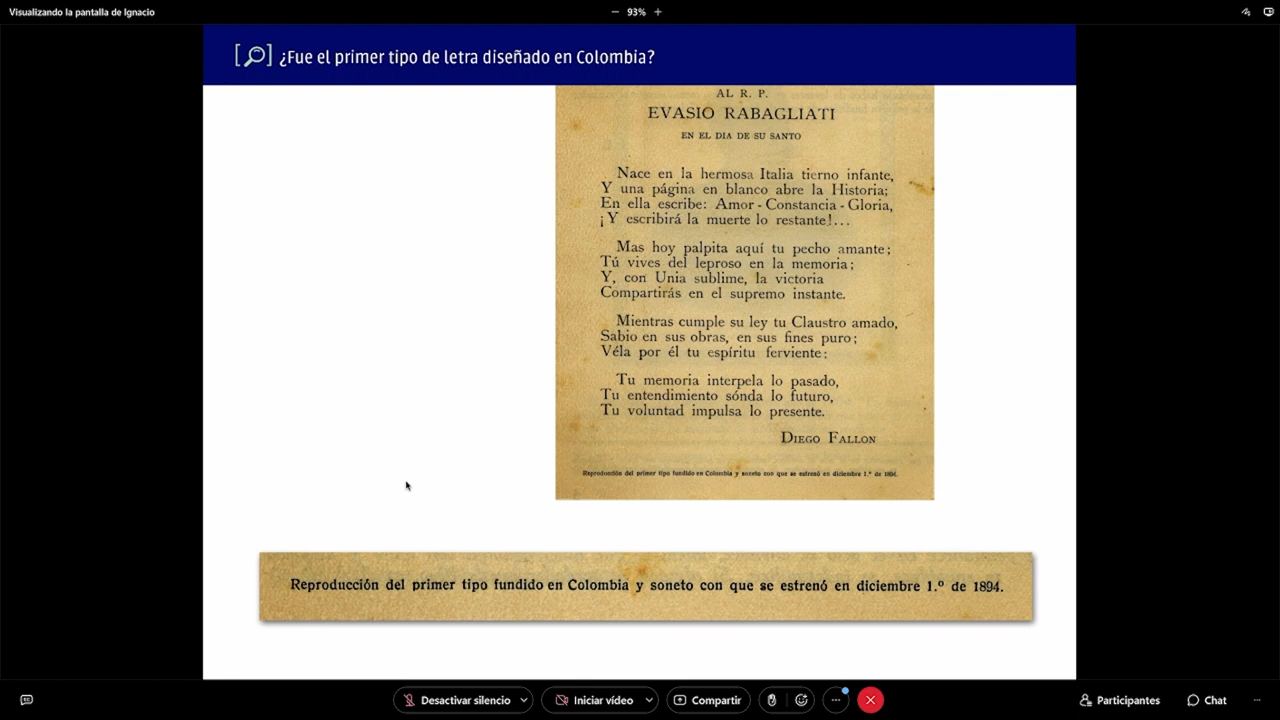 Visualizando la pantalla de Ignacio
93%
¿Fue el primer tipo de letra diseñado en Colombia?
AL R. P.
EVASIO RABAGLIATI
EN EL DIA DE SU SANTO
Nace en la hermosa Italia tierno infante,
Y una página en blanco abre la Historia;
En ella escribe: Amor - Constancia - Gloria,
¡Y escribirá la muerte lo restante!...
Mas hoy palpita aquí tu pecho amante;
Tú vives del leproso en la memoria;
Y, con Unia sublime, la victoria
Compartirás en el supremo instante.
Mientras cumple su ley tu Claustro amado,
Sabio en sus obras, en sus fines puro;
Véla por él tu espíritu ferviente:
Tu memoria interpela lo pasado,
Tu entendimiento sónda lo futuro,
Tu voluntad impulsa lo presente.
DIEGO FALLON
Reproducción del primer tipo fundido en Colombia y soneto con que se estrenó en diciembre 1.º de 1894.
Reproducción del primer tipo fundido en Colombia y soneto con que se estrenó en diciembre 1.º de 1894.
Desactivar silencio
Iniciar vídeo
Compartir
Participantes
Chat